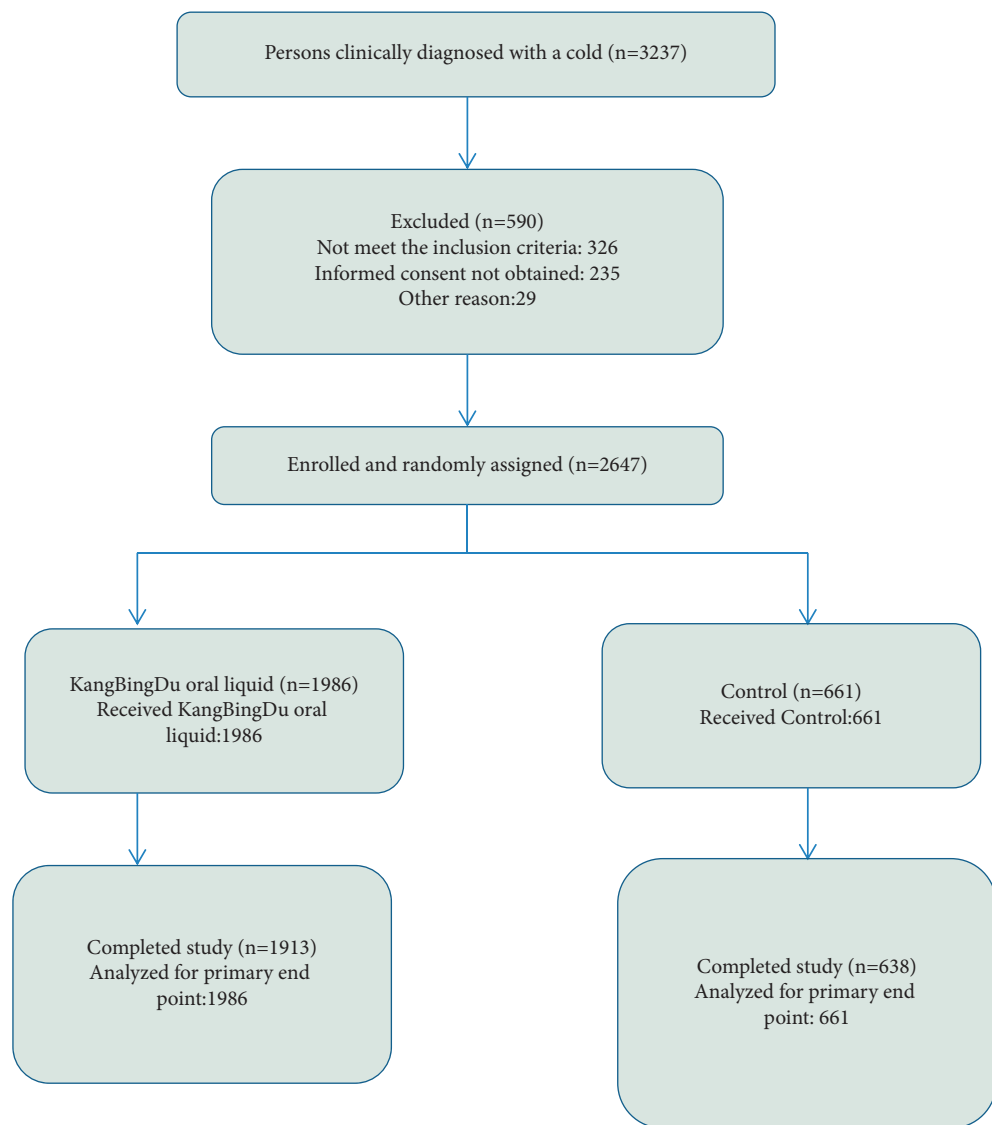 Persons clinically diagnosed with a cold (n=3237)
Excluded (n=590)
Not meet the inclusion criteria: 326
Informed consent not obtained: 235
Other reason:29
Enrolled and randomly assigned (n=2647)
KangBingDu oral liquid (n=1986)
Received KangBingDu oral
liquid:1986
Control (n=661)
Received Control:661
Completed study (n=1913)
Analyzed for primary end
point:1986
Completed study (n=638)
Analyzed for primary end
point: 661